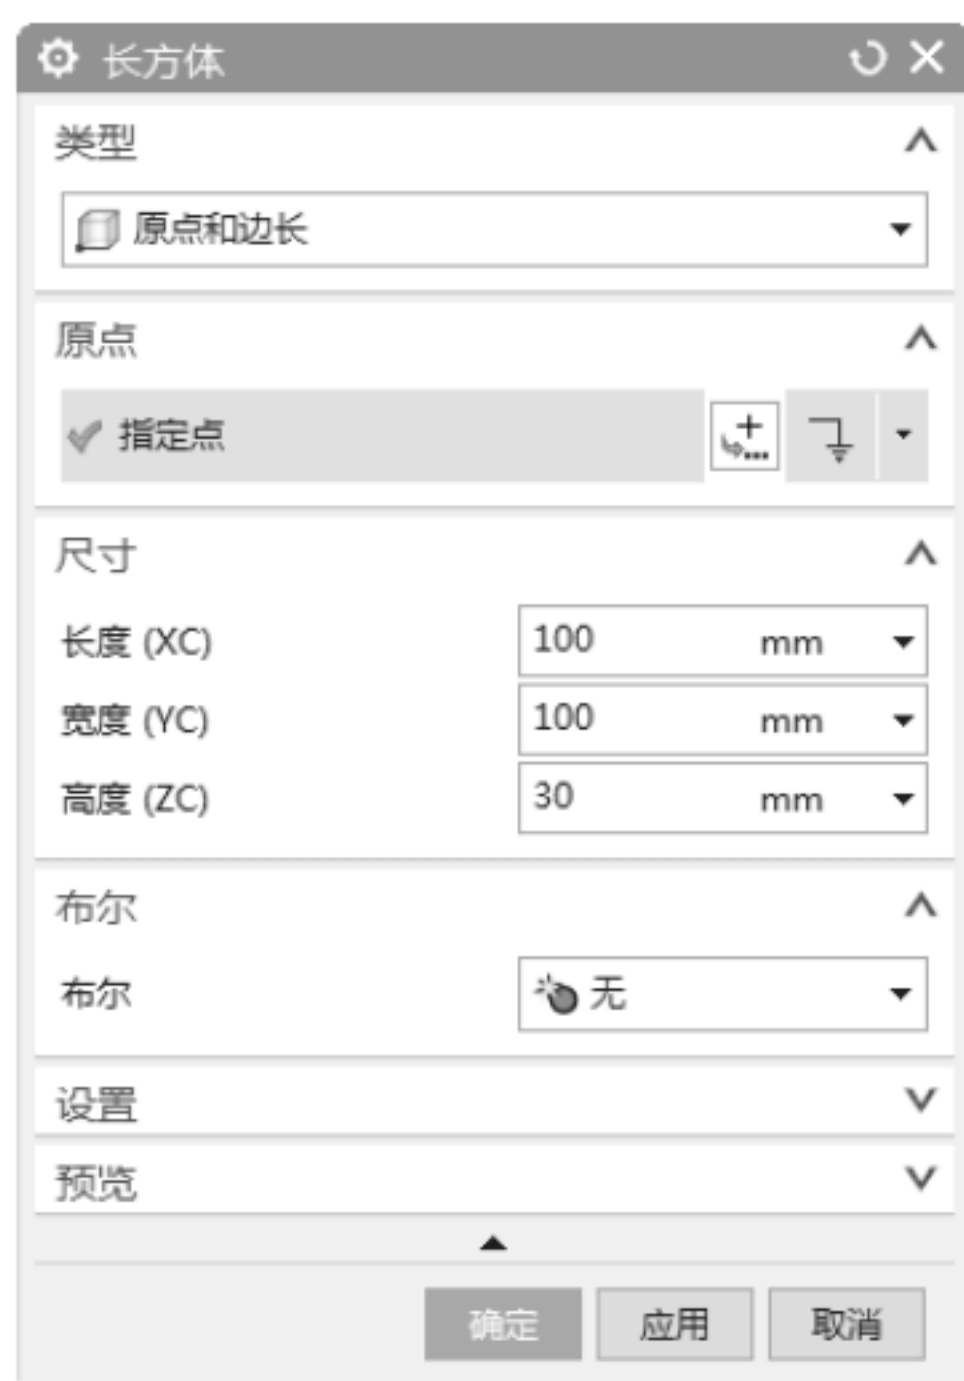 长方体
类型
原点和边长
原点
指定点
尺寸
长度 (XC) 100 mm
宽度 (YC) 100 mm
高度 (ZC) 30 mm
布尔
布尔 无
设置
预览
确定 应用 取消